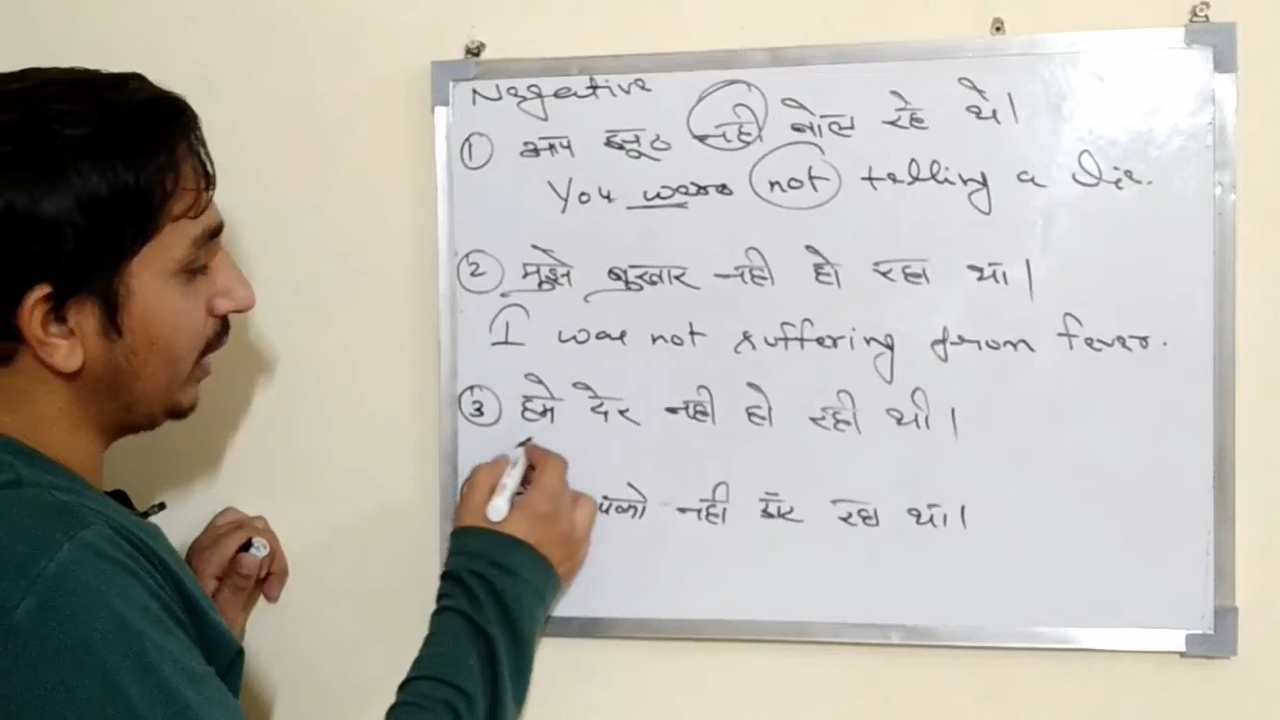 Negative
① आप झूठ नही बोल रहे थे।
You were not telling a lie.
② मुझे बुखार नही हो रहा था।
I was not suffering from fever.
③ हमे देर नही हो रही थी।
नही डाँट रहा था।